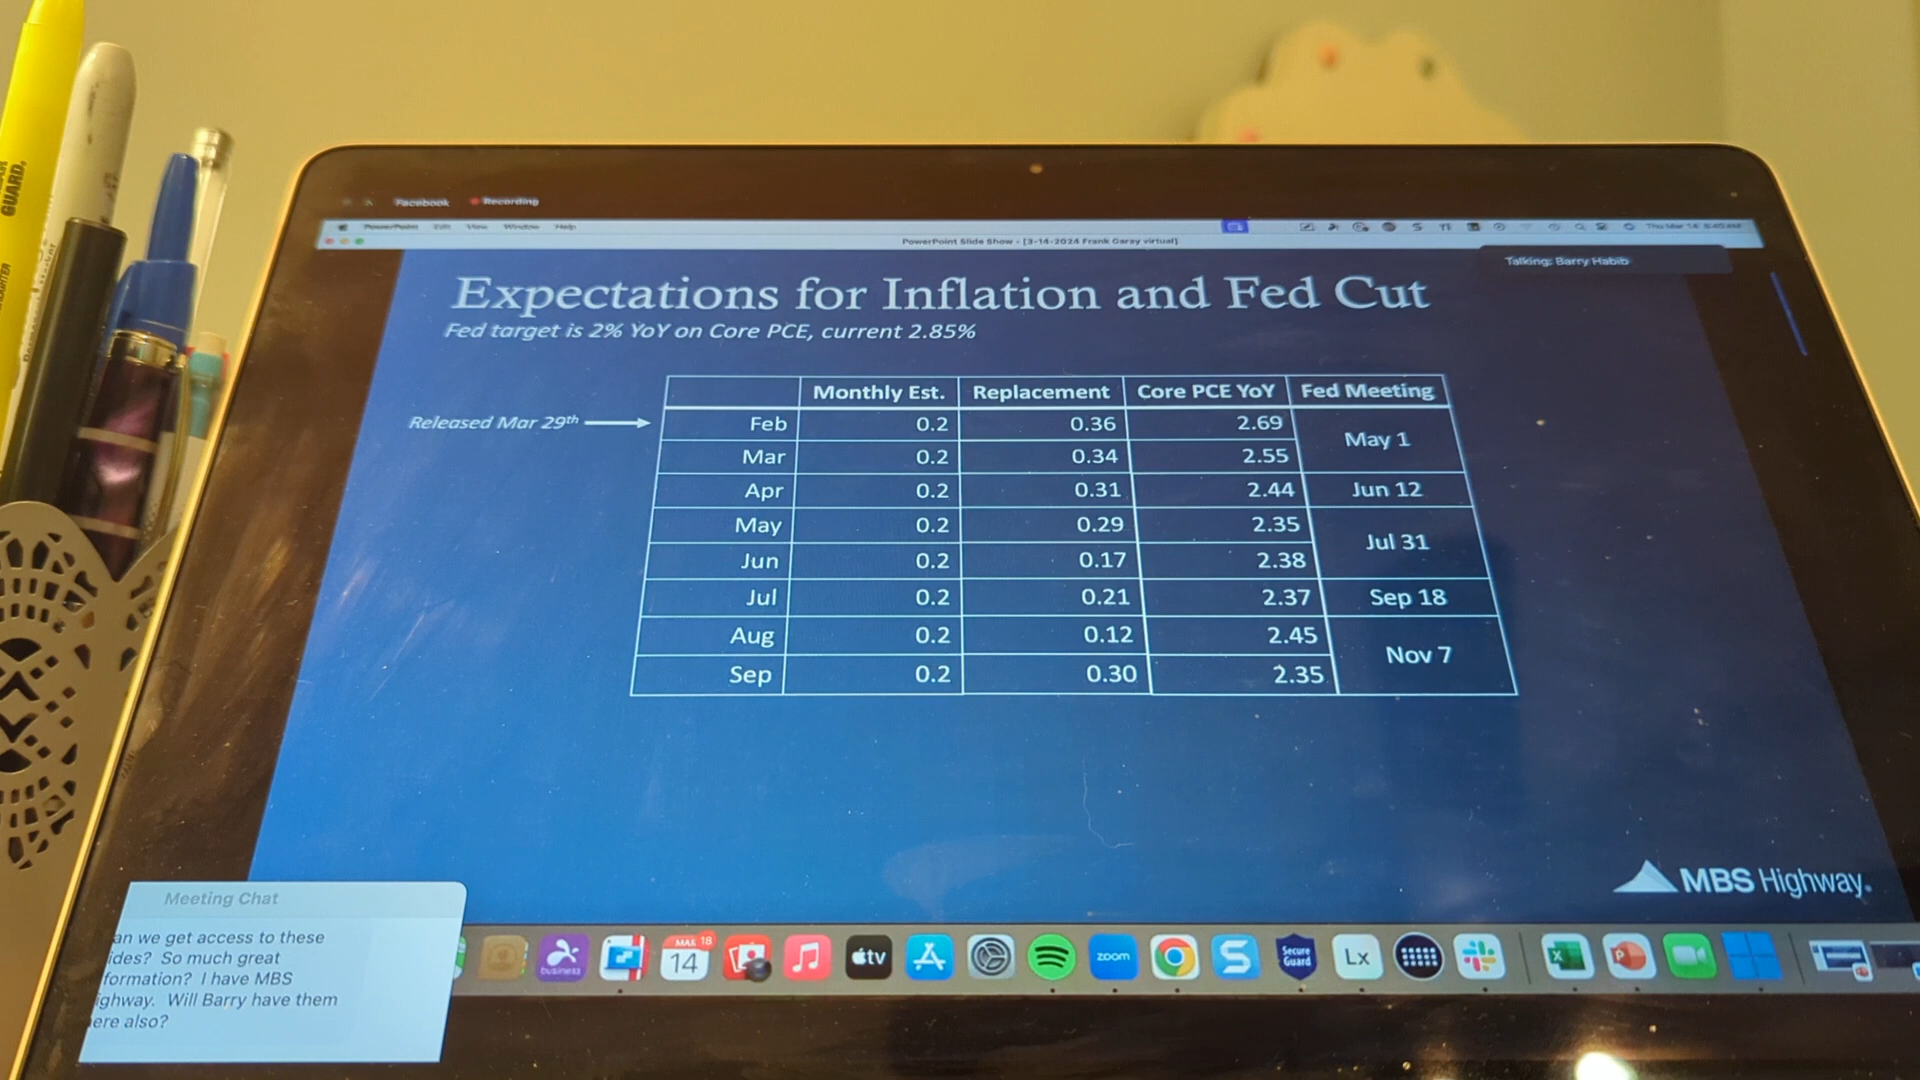 GUARD
Facebook Recording
PowerPoint Edit View Window Help
PowerPoint Slide Show - [3-14-2024 Frank Garay virtual]
Talking: Barry Habib
Expectations for Inflation and Fed Cut
Fed target is 2% YoY on Core PCE, current 2.85%
Monthly Est. Replacement Core PCE YoY Fed Meeting
Released Mar 29th Feb 0.2 0.36 2.69 May 1
Mar 0.2 0.34 2.55
Apr 0.2 0.31 2.44 Jun 12
May 0.2 0.29 2.35 Jul 31
Jun 0.2 0.17 2.38
Jul 0.2 0.21 2.37 Sep 18
Aug 0.2 0.12 2.45 Nov 7
Sep 0.2 0.30 2.35
MBS Highway.
Meeting Chat
an we get access to these
ides? So much great
formation? I have MBS
ighway. Will Barry have them
ere also?
business
14
tv
zoom
S
Secure
Guard
Lx
X
P